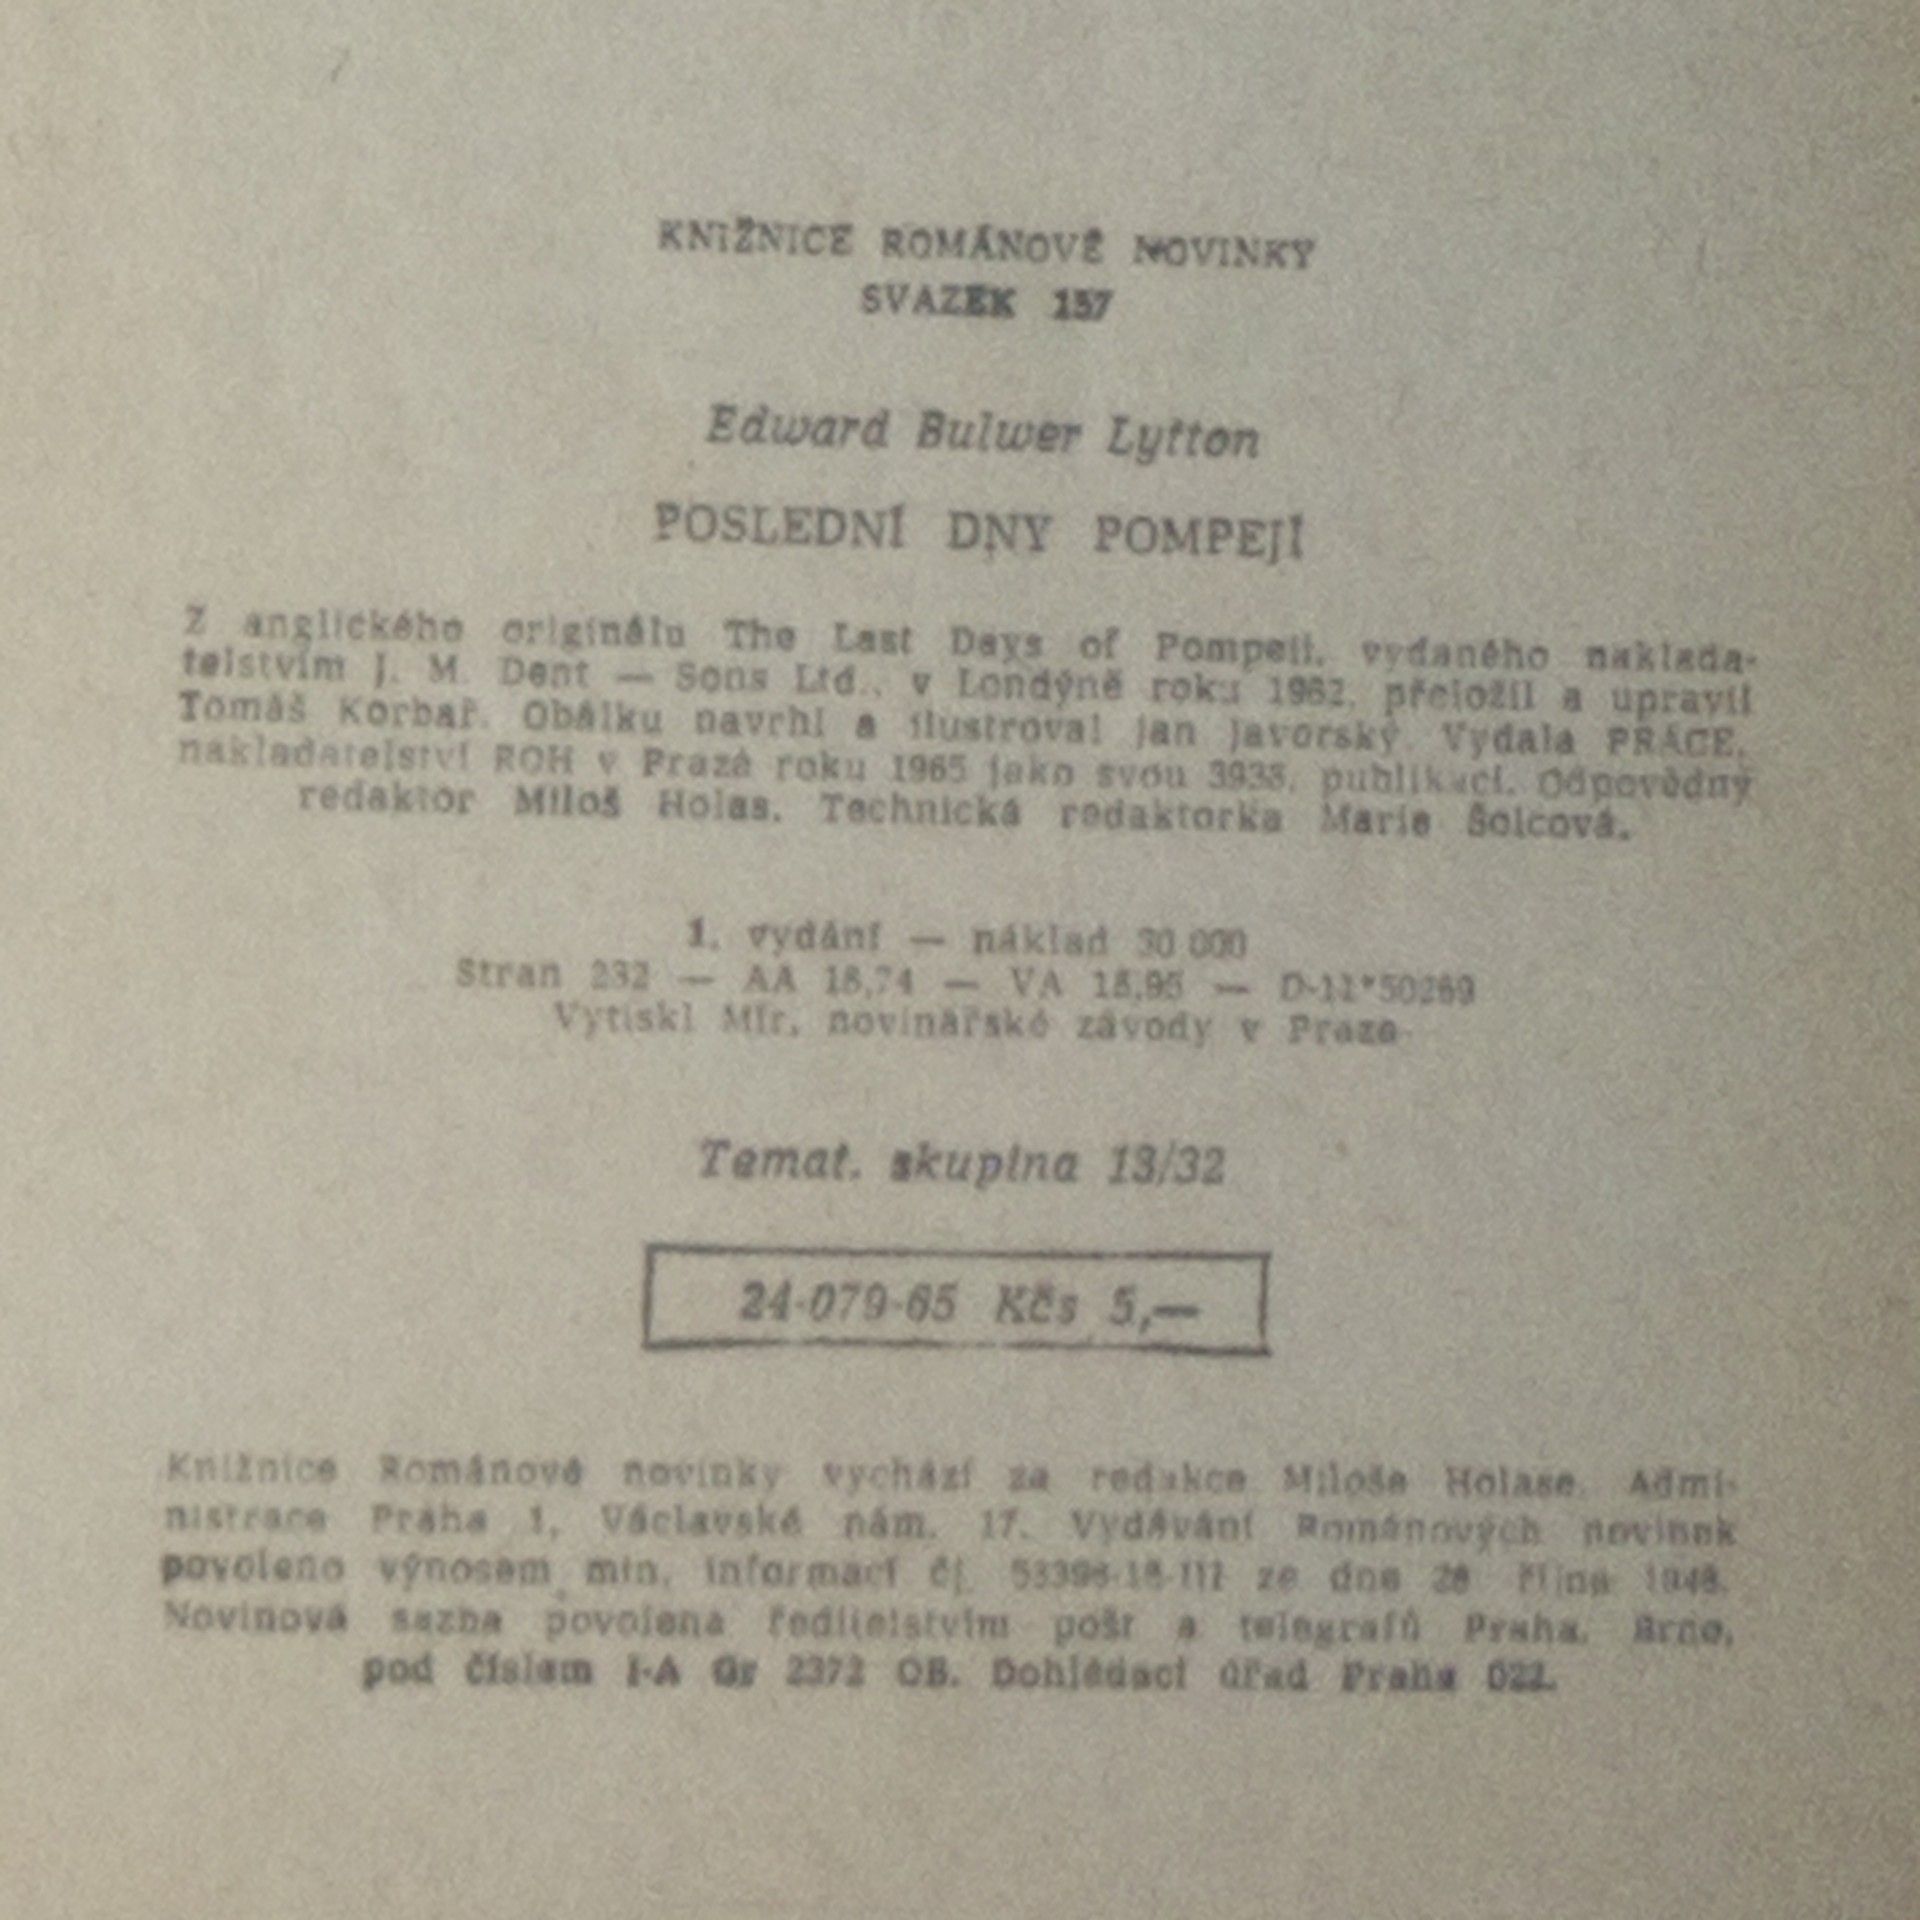 KNIŽNICE ROMÁNOVÉ NOVINKY
SVAZEK 157
Edward Bulwer Lytton
POSLEDNÍ DNY POMPEJÍ
Z anglického originálu The Last Days of Pompeii, vydaného naklada-
telstvím J. M. Dent — Sons Ltd., v Londýně roku 1962, přeložil a upravil
Tomáš Korbař. Obálku navrhl a ilustroval Jan Javorský. Vydala PRÁCE,
nakladatelství ROH v Praze roku 1965 jako svou 3935. publikaci. Odpovědný
redaktor Miloš Holas. Technická redaktorka Marie Šolcová.
1. vydání — náklad 30 000
Stran 232 — AA 18,74 — VA 18,95 — D-11*50269
Vytiskl Mír, novinářské závody v Praze
Temat. skupina 13/32
24-079-65 Kčs 5,—
Knižnice Románové novinky vychází za redakce Miloše Holase. Admi-
nistrace Praha 1, Václavské nám. 17. Vydávání Románových novinek
povoleno výnosem min. informací čj. ze dne října
Novinová sazba povolena ředitelstvím pošt a telegrafů Praha, Brno,
pod číslem I-A Gr 2372 OB. Dohlédací úřad Praha 022.